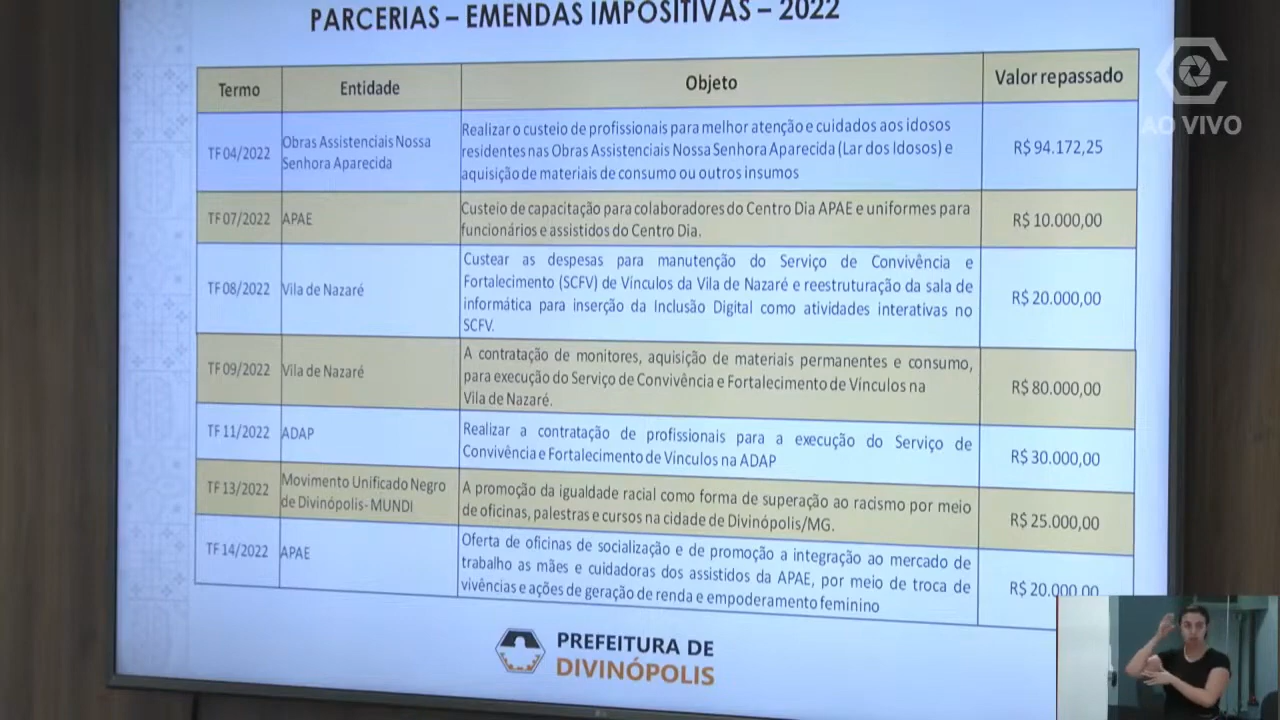 PARCERIAS – EMENDAS IMPOSITIVAS – 2022
AO VIVO
Termo
Entidade
Objeto
Valor repassado
TF 04/2022
Obras Assistenciais Nossa
Senhora Aparecida
Realizar o custeio de profissionais para melhor atenção e cuidados aos idosos
residentes nas Obras Assistenciais Nossa Senhora Aparecida (Lar dos Idosos) e
aquisição de materiais de consumo ou outros insumos
R$ 94.172,25
TF 07/2022
APAE
Custeio de capacitação para colaboradores do Centro Dia APAE e uniformes para
funcionários e assistidos do Centro Dia.
R$ 10.000,00
TF 08/2022
Vila de Nazaré
Custear as despesas para manutenção do Serviço de Convivência e
Fortalecimento (SCFV) de Vínculos da Vila de Nazaré e reestruturação da sala de
informática para inserção da Inclusão Digital como atividades interativas no
SCFV.
R$ 20.000,00
TF 09/2022
Vila de Nazaré
A contratação de monitores, aquisição de materiais permanentes e consumo,
para execução do Serviço de Convivência e Fortalecimento de Vínculos na
Vila de Nazaré.
R$ 80.000,00
TF 11/2022
ADAP
Realizar a contratação de profissionais para a execução do Serviço de
Convivência e Fortalecimento de Vínculos na ADAP
R$ 30.000,00
TF 13/2022
Movimento Unificado Negro
de Divinópolis- MUNDI
A promoção da igualdade racial como forma de superação ao racismo por meio
de oficinas, palestras e cursos na cidade de Divinópolis/MG.
R$ 25.000,00
TF 14/2022
APAE
Oferta de oficinas de socialização e de promoção a integração ao mercado de
trabalho as mães e cuidadoras dos assistidos da APAE, por meio de troca de
vivências e ações de geração de renda e empoderamento feminino
R$ 20.000,00
PREFEITURA DE
DIVINÓPOLIS